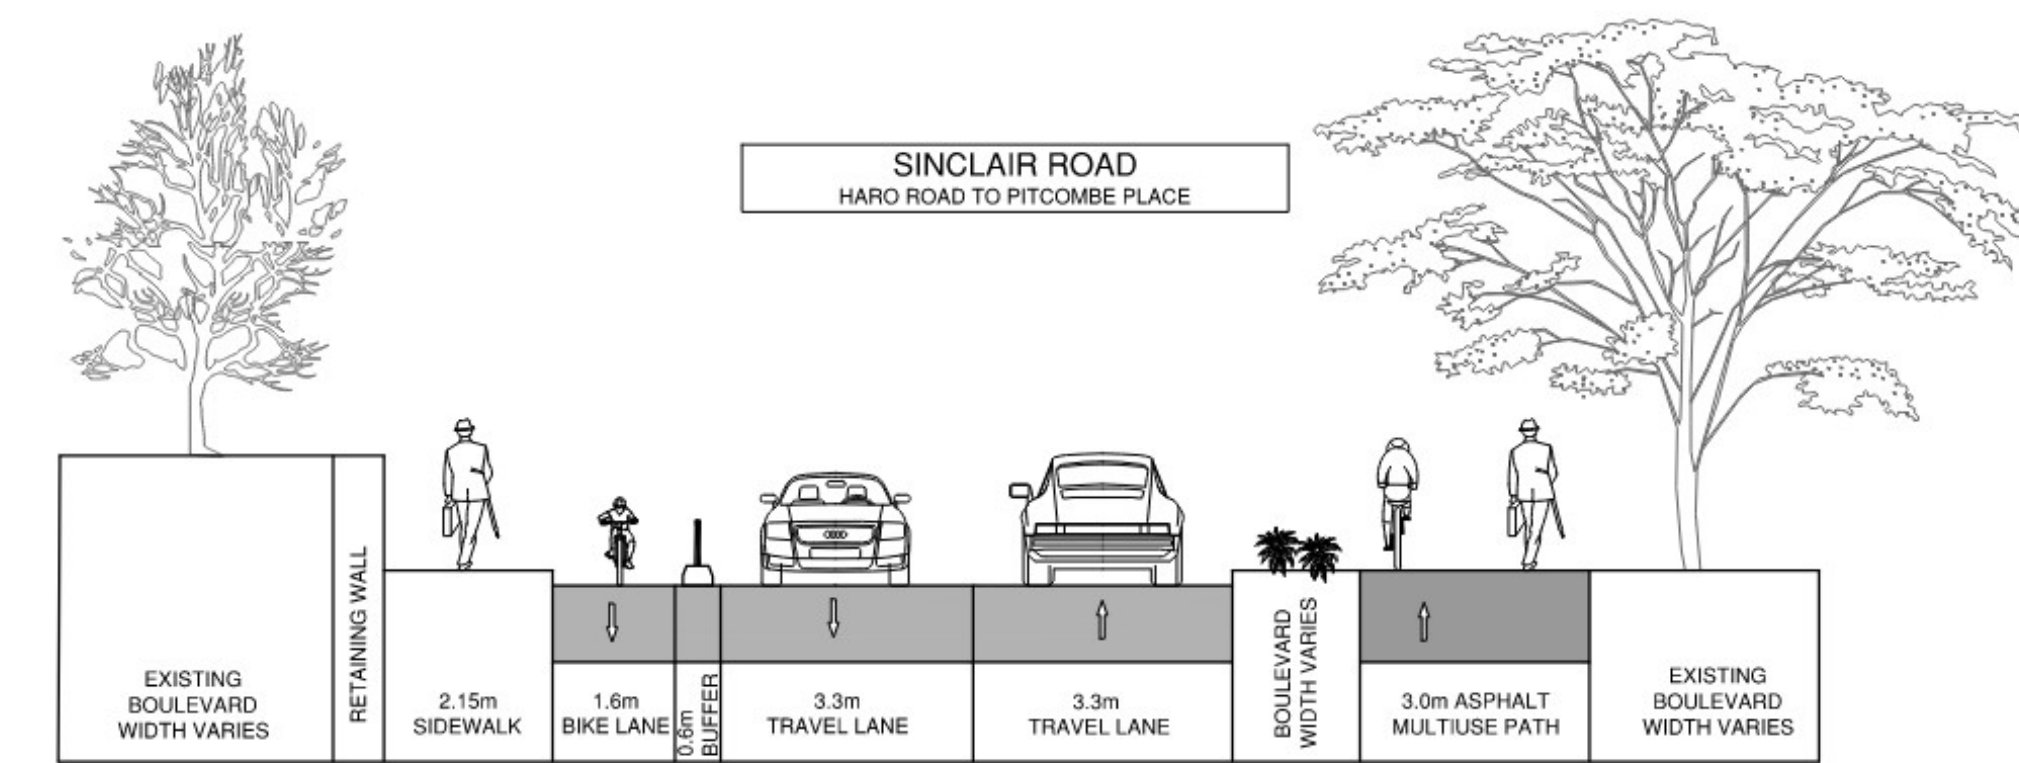 SINCLAIR ROAD
HARO ROAD TO PITCOMBE PLACE
EXISTING
BOULEVARD
WIDTH VARIES
RETAINING WALL
2.15m
SIDEWALK
1.6m
BIKE LANE
0.6m
BUFFER
3.3m
TRAVEL LANE
3.3m
TRAVEL LANE
BOULEVARD
WIDTH VARIES
3.0m ASPHALT
MULTIUSE PATH
EXISTING
BOULEVARD
WIDTH VARIES